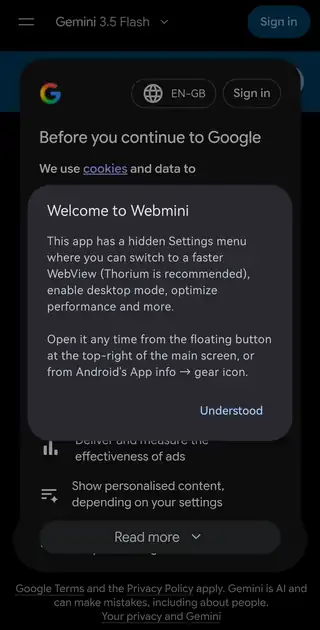 Gemini 3.5 Flash
Sign in
EN-GB
Sign in
Before you continue to Google
We use cookies and data to
Welcome to Webmini
This app has a hidden Settings menu
where you can switch to a faster
WebView (Thorium is recommended),
enable desktop mode, optimize
performance and more.
Open it any time from the floating button
at the top-right of the main screen, or
from Android's App info → gear icon.
Understood
Deliver and measure the
effectiveness of ads
Show personalised content,
depending on your settings
Read more
Google Terms and the Privacy Policy apply. Gemini is AI and
can make mistakes, including about people.
Your privacy and Gemini